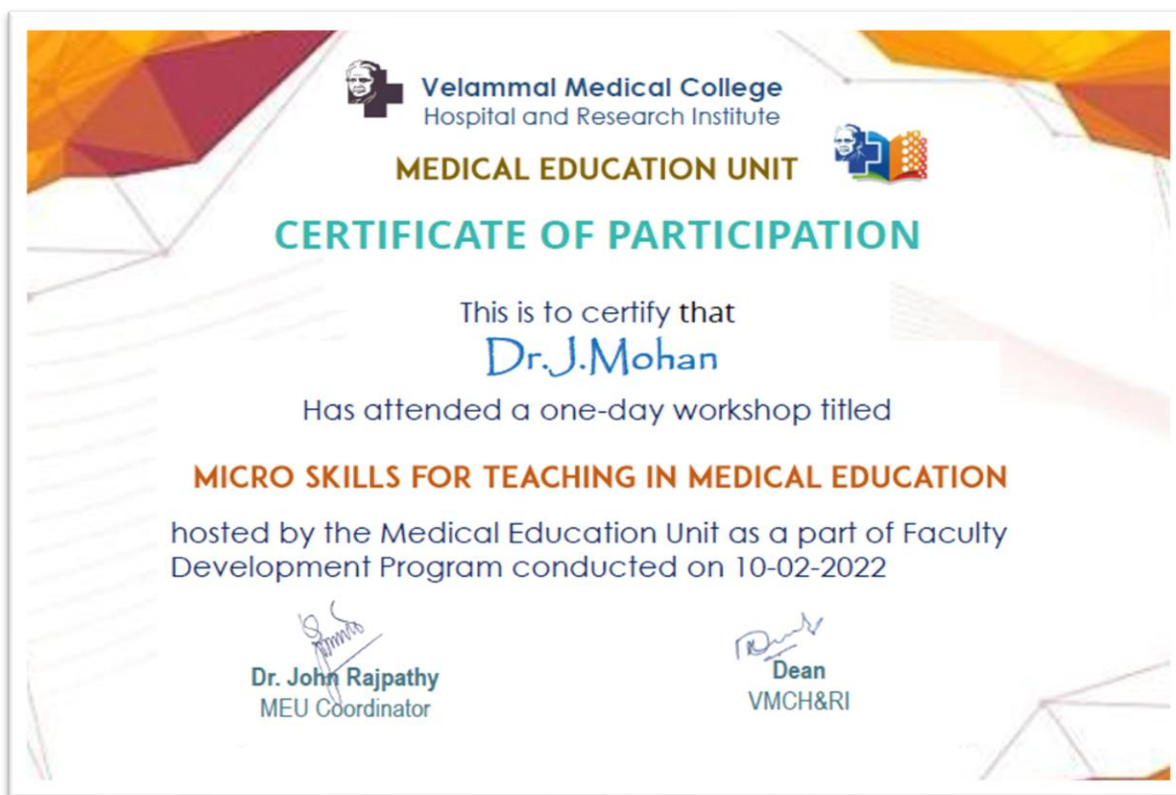 Velammal Medical College
Hospital and Research Institute
MEDICAL EDUCATION UNIT
CERTIFICATE OF PARTICIPATION
This is to certify that
Dr.J.Mohan
Has attended a one-day workshop titled
MICRO SKILLS FOR TEACHING IN MEDICAL EDUCATION
hosted by the Medical Education Unit as a part of Faculty
Development Program conducted on 10-02-2022
Dr. John Rajpathy
MEU Coordinator
Dean
VMCH&RI